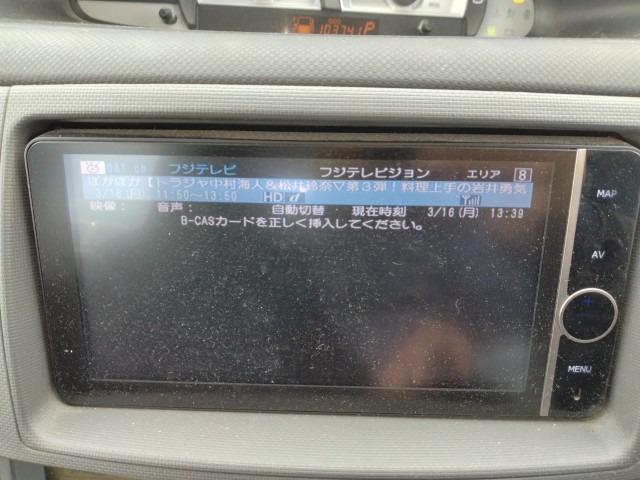 103741 P
081 ch フジテレビ フジテレビジョン エリア 8
ぽかぽか【トラジャ中村海人&松井玲奈▽第3弾!料理上手の岩井勇気
3/16(月) 11:50～13:50 HD d
映像: 音声: 自動切替 現在時刻 3/16(月) 13:39
B-CASカードを正しく挿入してください。
MAP
AV
+
MENU